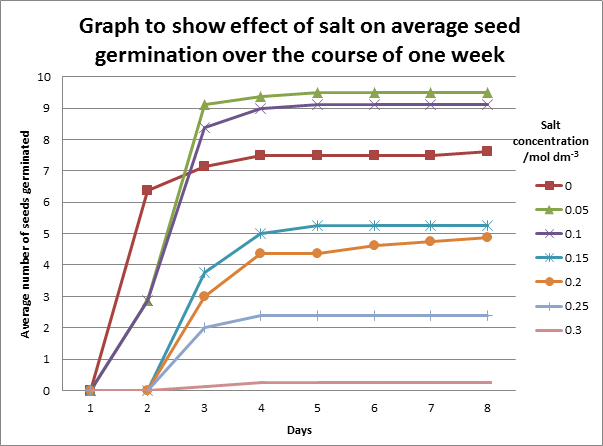 Graph to show effect of salt on average seed
germination over the course of one week
10
9
8
7
6
5
4
3
2
1
0
Average number of seeds germinated
1 2 3 4 5 6 7 8
Days
Salt
concentration
/mol dm-3
0
0.05
0.1
0.15
0.2
0.25
0.3